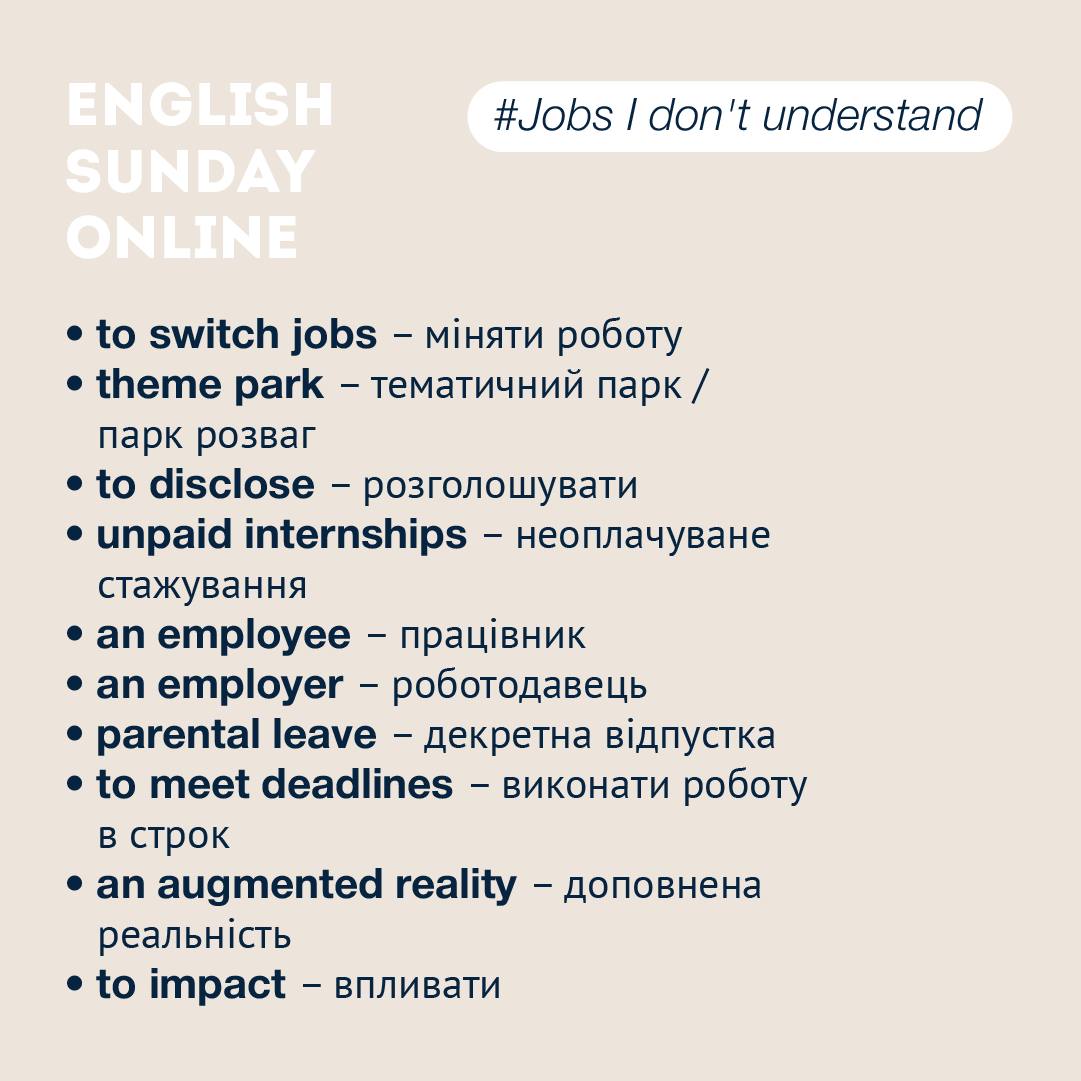 ENGLISH
SUNDAY
ONLINE
#Jobs I don't understand
• to switch jobs – міняти роботу
• theme park – тематичний парк /
парк розваг
• to disclose – розголошувати
• unpaid internships – неоплачуване
стажування
• an employee – працівник
• an employer – роботодавець
• parental leave – декретна відпустка
• to meet deadlines – виконати роботу
в строк
• an augmented reality – доповнена
реальність
• to impact – впливати